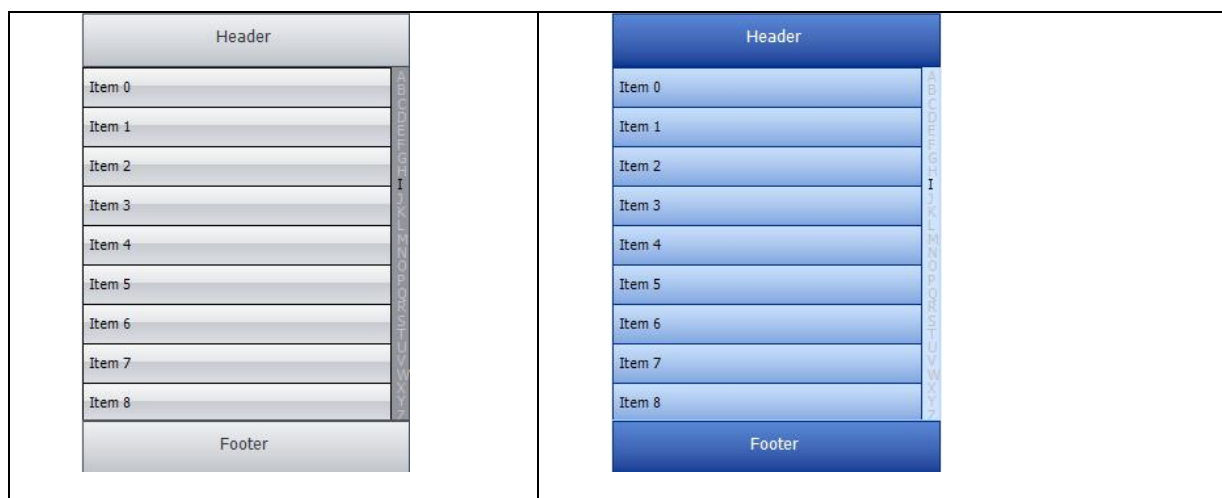 Header
Item 0
Item 1
Item 2
Item 3
Item 4
Item 5
Item 6
Item 7
Item 8
A
B
C
D
E
F
G
H
I
J
K
L
M
N
O
P
Q
R
S
T
U
V
W
X
Y
Z
Footer
Header
Item 0
Item 1
Item 2
Item 3
Item 4
Item 5
Item 6
Item 7
Item 8
A
B
C
D
E
F
G
H
I
J
K
L
M
N
O
P
Q
R
S
T
U
V
W
X
Y
Z
Footer